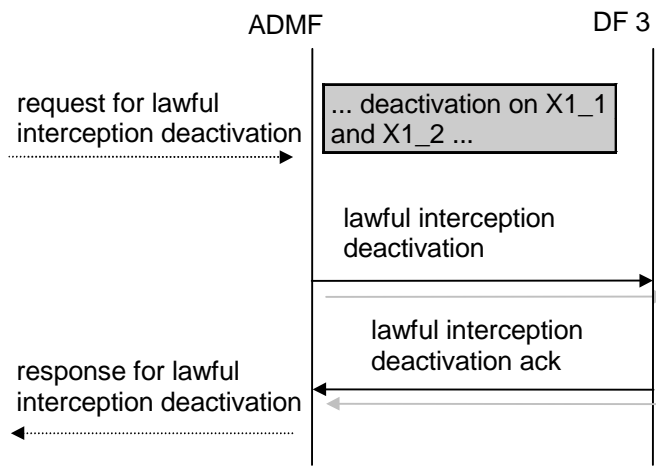 ADMF
DF 3
request for lawful
interception deactivation
... deactivation on X1_1
and X1_2 ...
lawful interception
deactivation
lawful interception
deactivation ack
response for lawful
interception deactivation